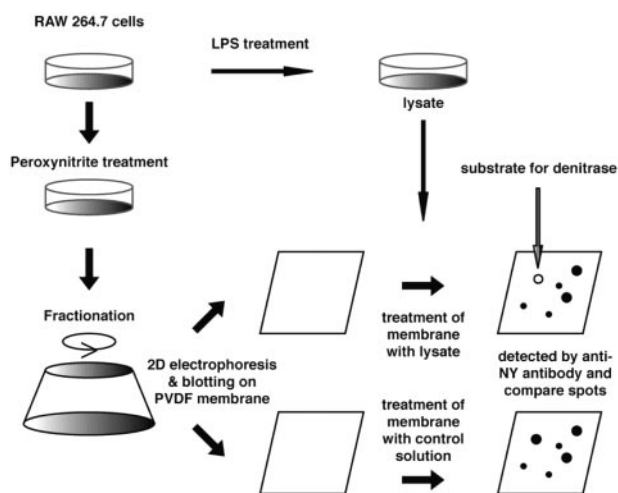 RAW 264.7 cells
LPS treatment
lysate
Peroxynitrite treatment
substrate for denitrase
Fractionation
2D electrophoresis
& blotting on
PVDF membrane
treatment of
membrane
with lysate
detected by anti-
NY antibody and
compare spots
treatment of
membrane
with control
solution